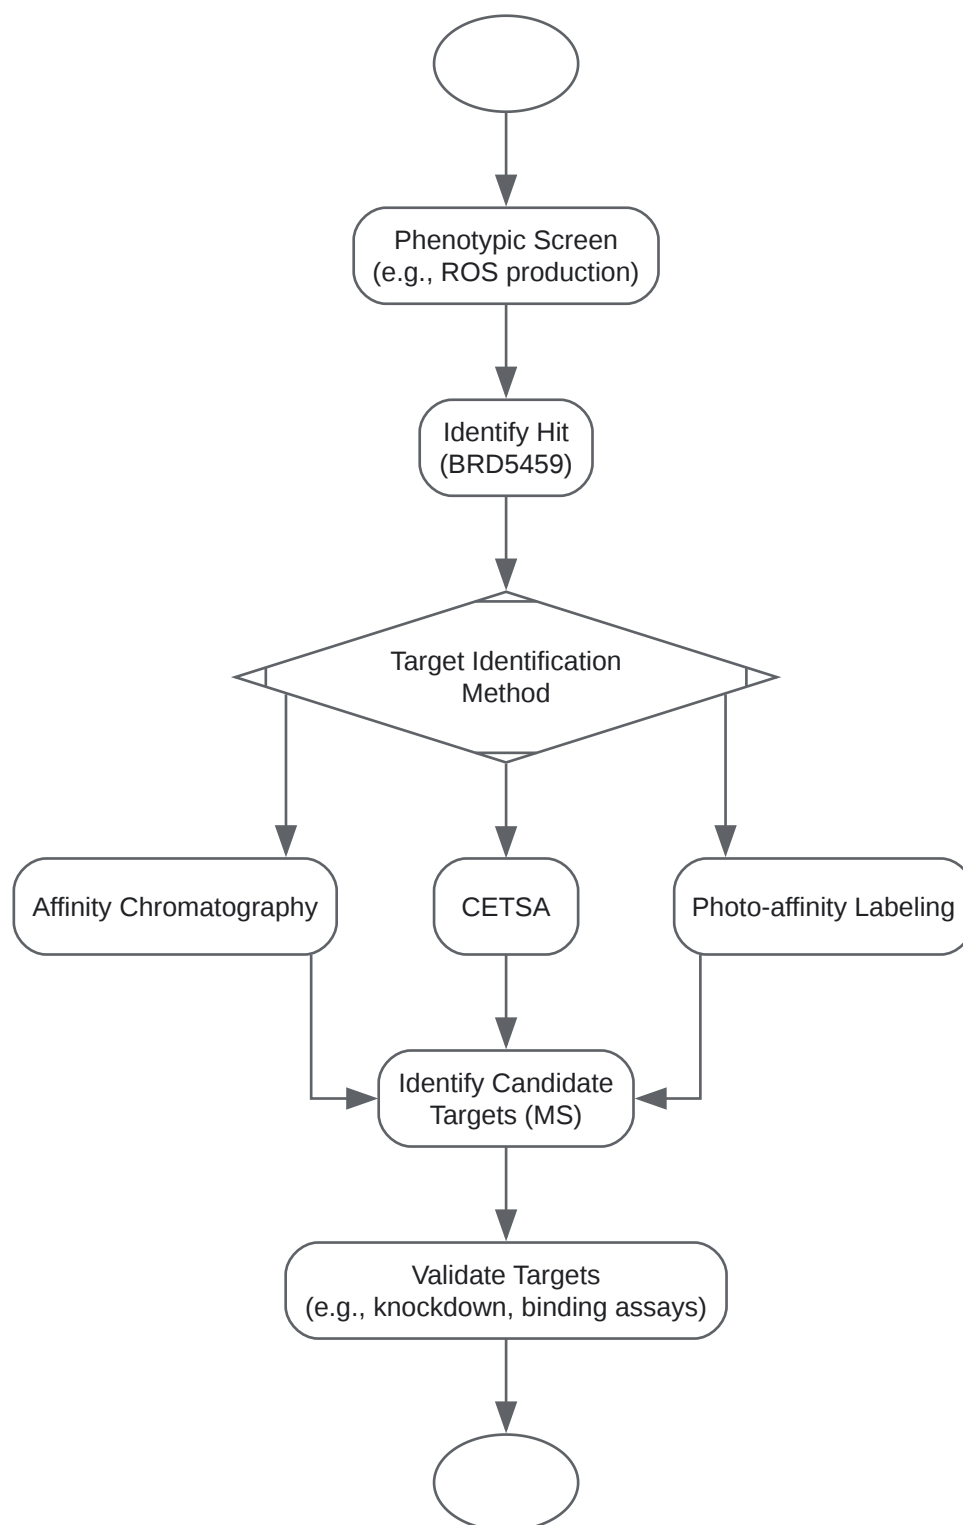 Phenotypic Screen
(e.g., ROS production)
Identify Hit
(BRD5459)
Target Identification
Method
Affinity Chromatography
CETSA
Photo-affinity Labeling
Identify Candidate
Targets (MS)
Validate Targets
(e.g., knockdown, binding assays)